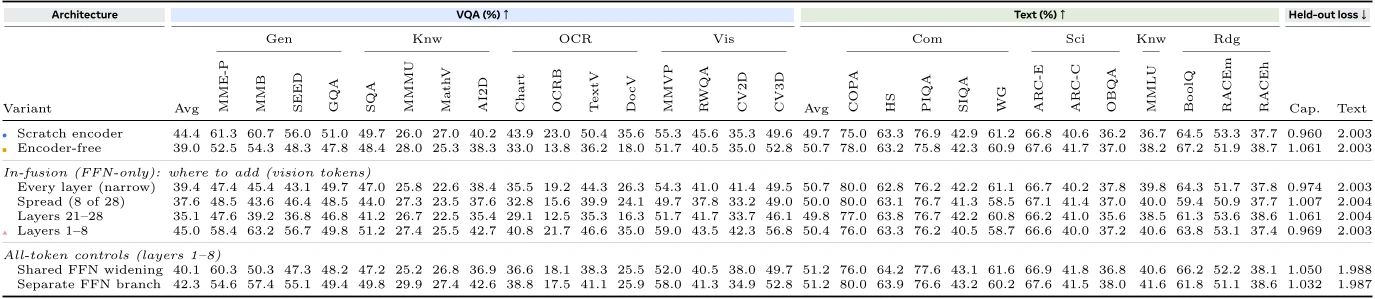 Architecture VQA (%) ↑ Text (%) ↑ Held-out loss ↓
Gen Knw OCR Vis Com Sci Knw Rdg
Variant Avg MME-P MMB SEED GQA SQA MMMU MathV AI2D Chart OCRB TextV DocV MMVP RWQA CV2D CV3D Avg COPA HS PIQA SIQA WG ARC-E ARC-C OBQA MMLU BoolQ RACEm RACEh Cap. Text
Scratch encoder 44.4 61.3 60.7 56.0 51.0 49.7 26.0 27.0 40.2 43.9 23.0 50.4 35.6 55.3 45.6 35.3 49.6 49.7 75.0 63.3 76.9 42.9 61.2 66.8 40.6 36.2 36.7 64.5 53.3 37.7 0.960 2.003
Encoder-free 39.0 52.5 54.3 48.3 47.8 48.4 28.0 25.3 38.3 33.0 13.8 36.2 18.0 51.7 40.5 35.0 52.8 50.7 78.0 63.2 75.8 42.3 60.9 67.6 41.7 37.0 38.2 67.2 51.9 38.7 1.061 2.003
In-fusion (FFN-only): where to add (vision tokens)
Every layer (narrow) 39.4 47.4 45.4 43.1 49.7 47.0 25.8 22.6 38.4 35.5 19.2 44.3 26.3 54.3 41.0 41.4 49.5 50.7 80.0 62.8 76.2 42.2 61.1 66.7 40.2 37.8 39.8 64.3 51.7 37.8 0.974 2.003
Spread (8 of 28) 37.6 48.5 43.6 46.4 48.5 44.0 27.3 23.5 37.6 32.8 15.6 39.9 24.1 49.7 37.8 33.2 49.0 50.0 80.0 63.1 76.7 41.3 58.5 67.1 41.4 37.0 40.0 59.4 50.9 37.7 1.007 2.004
Layers 21–28 35.1 47.6 39.2 36.8 46.8 41.2 26.7 22.5 35.4 29.1 12.5 35.3 16.3 51.7 41.7 33.7 46.1 49.8 77.0 63.8 76.7 42.2 60.8 66.2 41.0 35.6 38.5 61.3 53.6 38.6 1.061 2.004
Layers 1–8 45.0 58.4 63.2 56.7 49.8 51.2 27.4 25.5 42.7 40.8 21.7 46.6 35.0 59.0 43.5 42.3 56.8 50.4 76.0 63.3 76.2 40.5 58.7 66.6 40.0 37.2 40.6 63.8 53.1 37.4 0.969 2.003
All-token controls (layers 1–8)
Shared FFN widening 40.1 60.3 50.3 47.3 48.2 47.2 25.2 26.8 36.9 36.6 18.1 38.3 25.5 52.0 40.5 38.0 49.7 51.2 76.0 64.2 77.6 43.1 61.6 66.9 41.8 36.8 40.6 66.2 52.2 38.1 1.050 1.988
Separate FFN branch 42.3 54.6 57.4 55.1 49.4 49.8 29.9 27.4 42.6 38.8 17.5 41.1 25.9 58.0 41.3 34.9 52.8 51.2 80.0 63.9 76.6 43.2 60.2 67.6 41.5 38.0 41.6 61.8 51.1 38.6 1.032 1.987